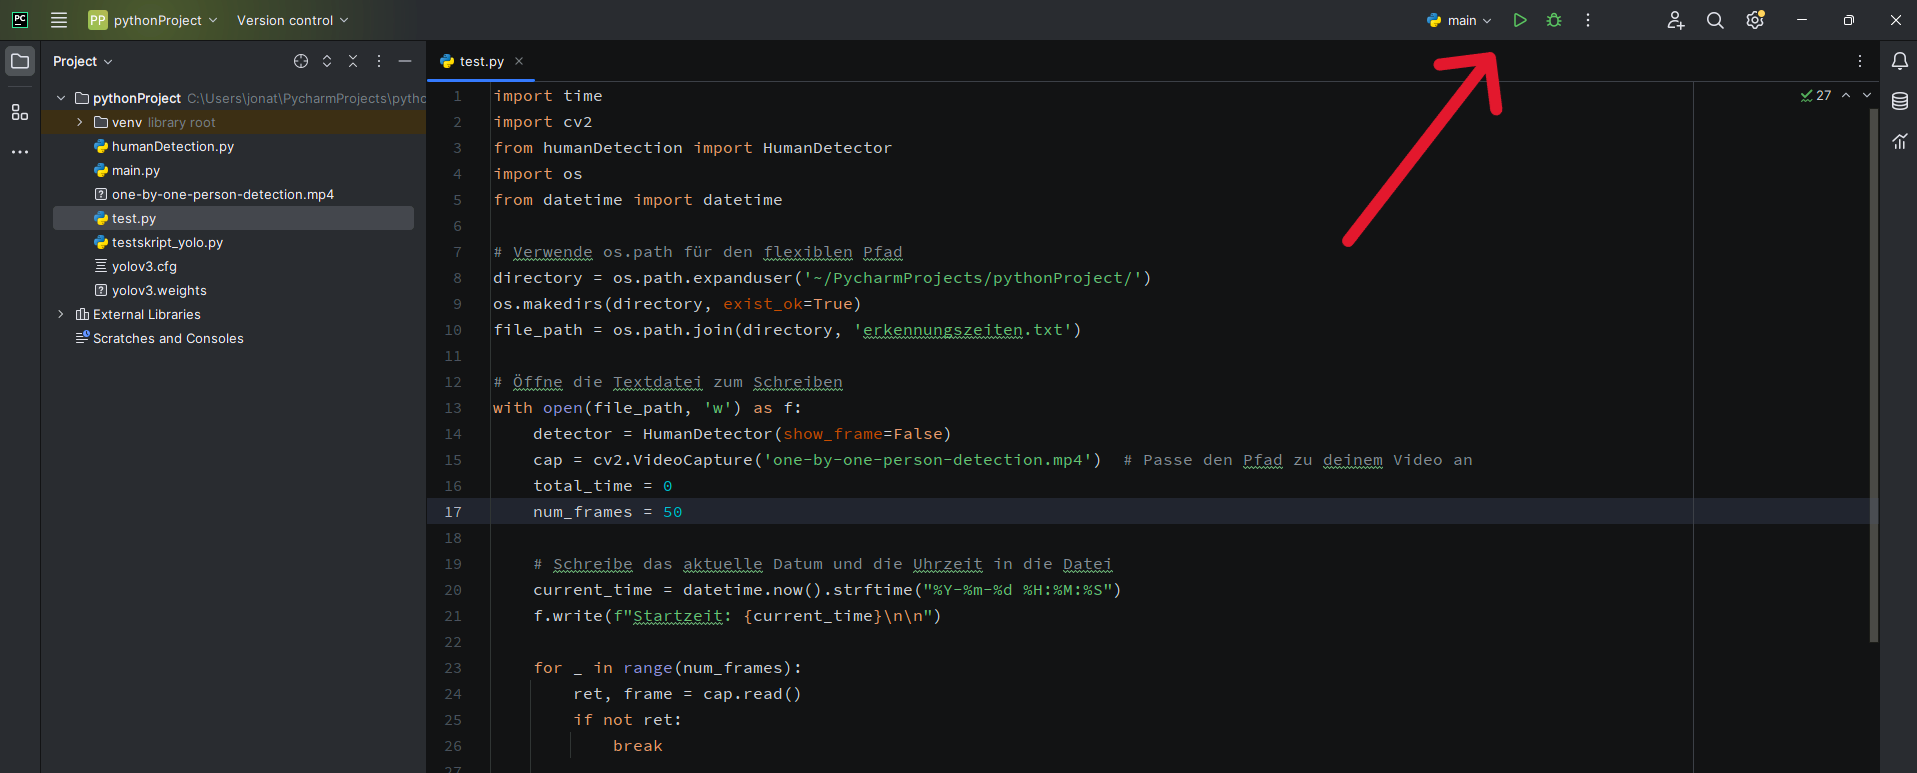 PC PP pythonProject Version control main
Project
test.py
27
pythonProject C:\Users\jonat\PycharmProjects\pytho
venv library root
humanDetection.py
main.py
one-by-one-person-detection.mp4
test.py
testskript_yolo.py
yolov3.cfg
yolov3.weights
External Libraries
Scratches and Consoles
1 import time
2 import cv2
3 from humanDetection import HumanDetector
4 import os
5 from datetime import datetime
6
7 # Verwende os.path für den flexiblen Pfad
8 directory = os.path.expanduser('~/PycharmProjects/pythonProject/')
9 os.makedirs(directory, exist_ok=True)
10 file_path = os.path.join(directory, 'erkennungszeiten.txt')
11
12 # Öffne die Textdatei zum Schreiben
13 with open(file_path, 'w') as f:
14 detector = HumanDetector(show_frame=False)
15 cap = cv2.VideoCapture('one-by-one-person-detection.mp4') # Passe den Pfad zu deinem Video an
16 total_time = 0
17 num_frames = 50
18
19 # Schreibe das aktuelle Datum und die Uhrzeit in die Datei
20 current_time = datetime.now().strftime("%Y-%m-%d %H:%M:%S")
21 f.write(f"Startzeit: {current_time}\n\n")
22
23 for _ in range(num_frames):
24 ret, frame = cap.read()
25 if not ret:
26 break
27